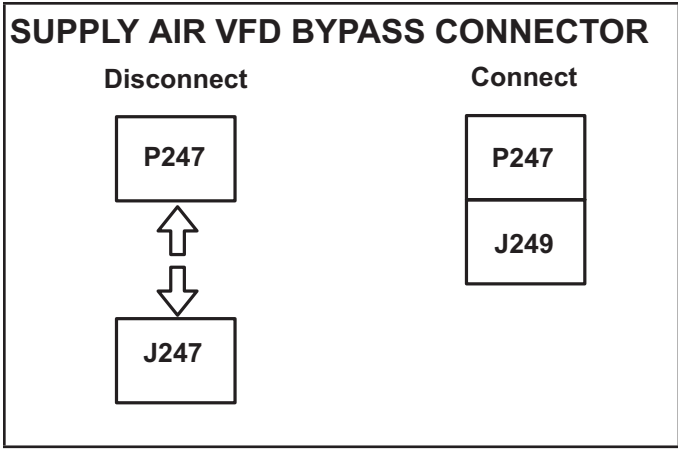 SUPPLY AIR VFD BYPASS CONNECTOR
Disconnect
P247
J247
Connect
P247
J249